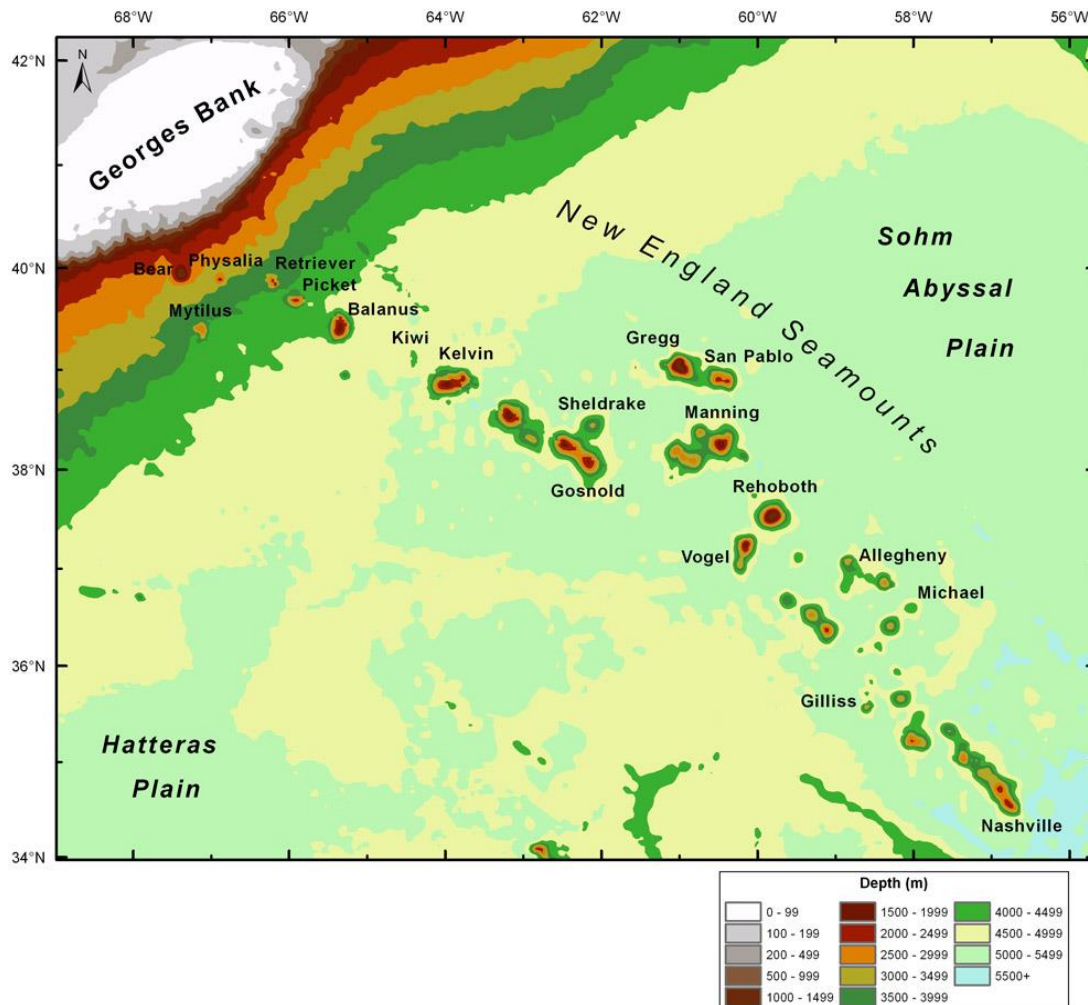 68°W 66°W 64°W 62°W 60°W 58°W 56°W
42°N
N
Georges Bank
New England Seamounts
Sohm
Abyssal
Plain
40°N
Bear
Physalia
Retriever
Picket
Mytilus
Balanus
Kiwi
Kelvin
Gregg
San Pablo
Sheldrake
Manning
38°N
Gosnold
Rehoboth
Vogel
Allegheny
Michael
36°N
Gilliss
Hatteras
Plain
Nashville
34°N
Depth (m)
0 - 99
100 - 199
200 - 499
500 - 999
1000 - 1499
1500 - 1999
2000 - 2499
2500 - 2999
3000 - 3499
3500 - 3999
4000 - 4499
4500 - 4999
5000 - 5499
5500+